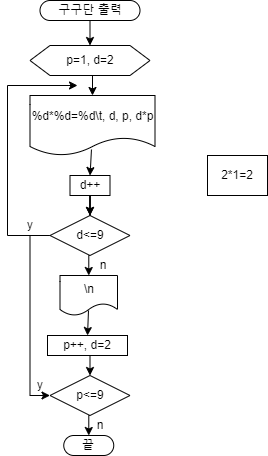 구구단 출력
p=1, d=2
%d*%d=%d\t, d, p, d*p
2*1=2
d++
y
d<=9
n
\n
p++, d=2
y
p<=9
n
끝